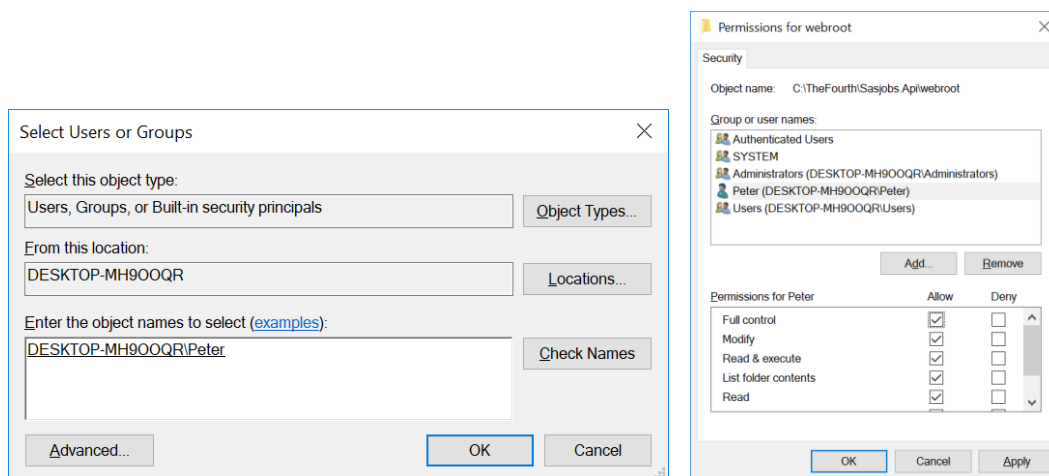 Select Users or Groups
Select this object type:
Users, Groups, or Built-in security principals
Object Types...
From this location:
DESKTOP-MH9OOQR
Locations...
Enter the object names to select (examples):
DESKTOP-MH9OOQR\Peter
Check Names
Advanced...
OK
Cancel
Permissions for webroot
Security
Object name: C:\TheFourth\Sasjobs.Api\webroot
Group or user names:
Authenticated Users
SYSTEM
Administrators (DESKTOP-MH9OOQR\Administrators)
Peter (DESKTOP-MH9OOQR\Peter)
Users (DESKTOP-MH9OOQR\Users)
Add...
Remove
Permissions for Peter
Allow
Deny
Full control
Modify
Read & execute
List folder contents
Read
OK
Cancel
Apply